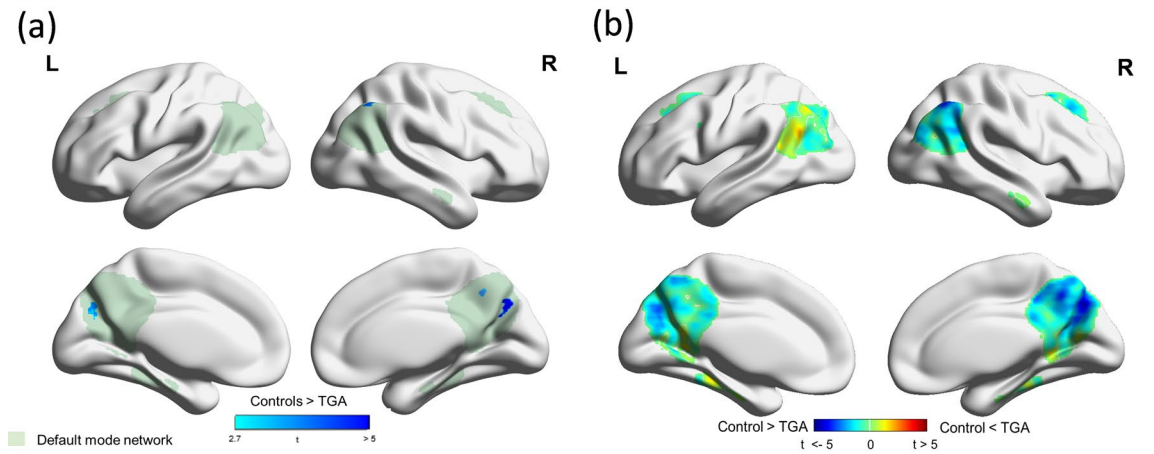 (a)
L
R
Controls > TGA
2.7
t
> 5
Default mode network
(b)
L
R
Control > TGA
Control < TGA
t <- 5
0
t > 5